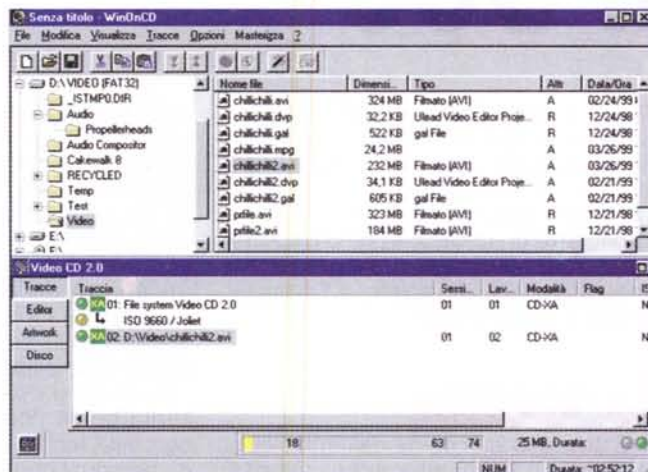 Senza titolo - WinOnCD
File Modifica Visualizza Tracce Opzioni Masterizza ?
D:\ VIDEO (FAT32)
_ISTMP0.DIR
Audio
Propellerheads
Audio Compositor
Cakewalk 8
RECYCLED
Temp
Test
Video
E:\
Nome file Dimensi... Tipo Attr Data/Ora
chillichilli.avi 324 MB Filmato (AVI) A 02/24/99
chillichilli.dvp 32,2 KB Ulead Video Editor Proje... R 12/24/98
chillichilli.gal 522 KB gal File R 12/24/98
chillichilli.mpg 24,2 MB A 03/26/99
chillichilli2.avi 232 MB Filmato (AVI) A 03/26/99
chillichilli2.dvp 34,1 KB Ulead Video Editor Proje... R 02/21/99
chillichilli2.gal 605 KB gal File R 02/21/99
prfile.avi 323 MB Filmato (AVI) R 12/21/98
prfile2.avi 184 MB Filmato (AVI) R 12/21/98
Video CD 2.0
Tracce
Editor
Artwork
Disco
Traccia Sessi... Lav... Modalità Flag
XA 01: File system Video CD 2.0 01 01 CD-XA N
ISO 9660 / Joliet
XA 02: D:\Video\chillichilli2.avi 01 02 CD-XA N
18 63 74 25 MB, Durata:
NUM Durata: ~02:52:12